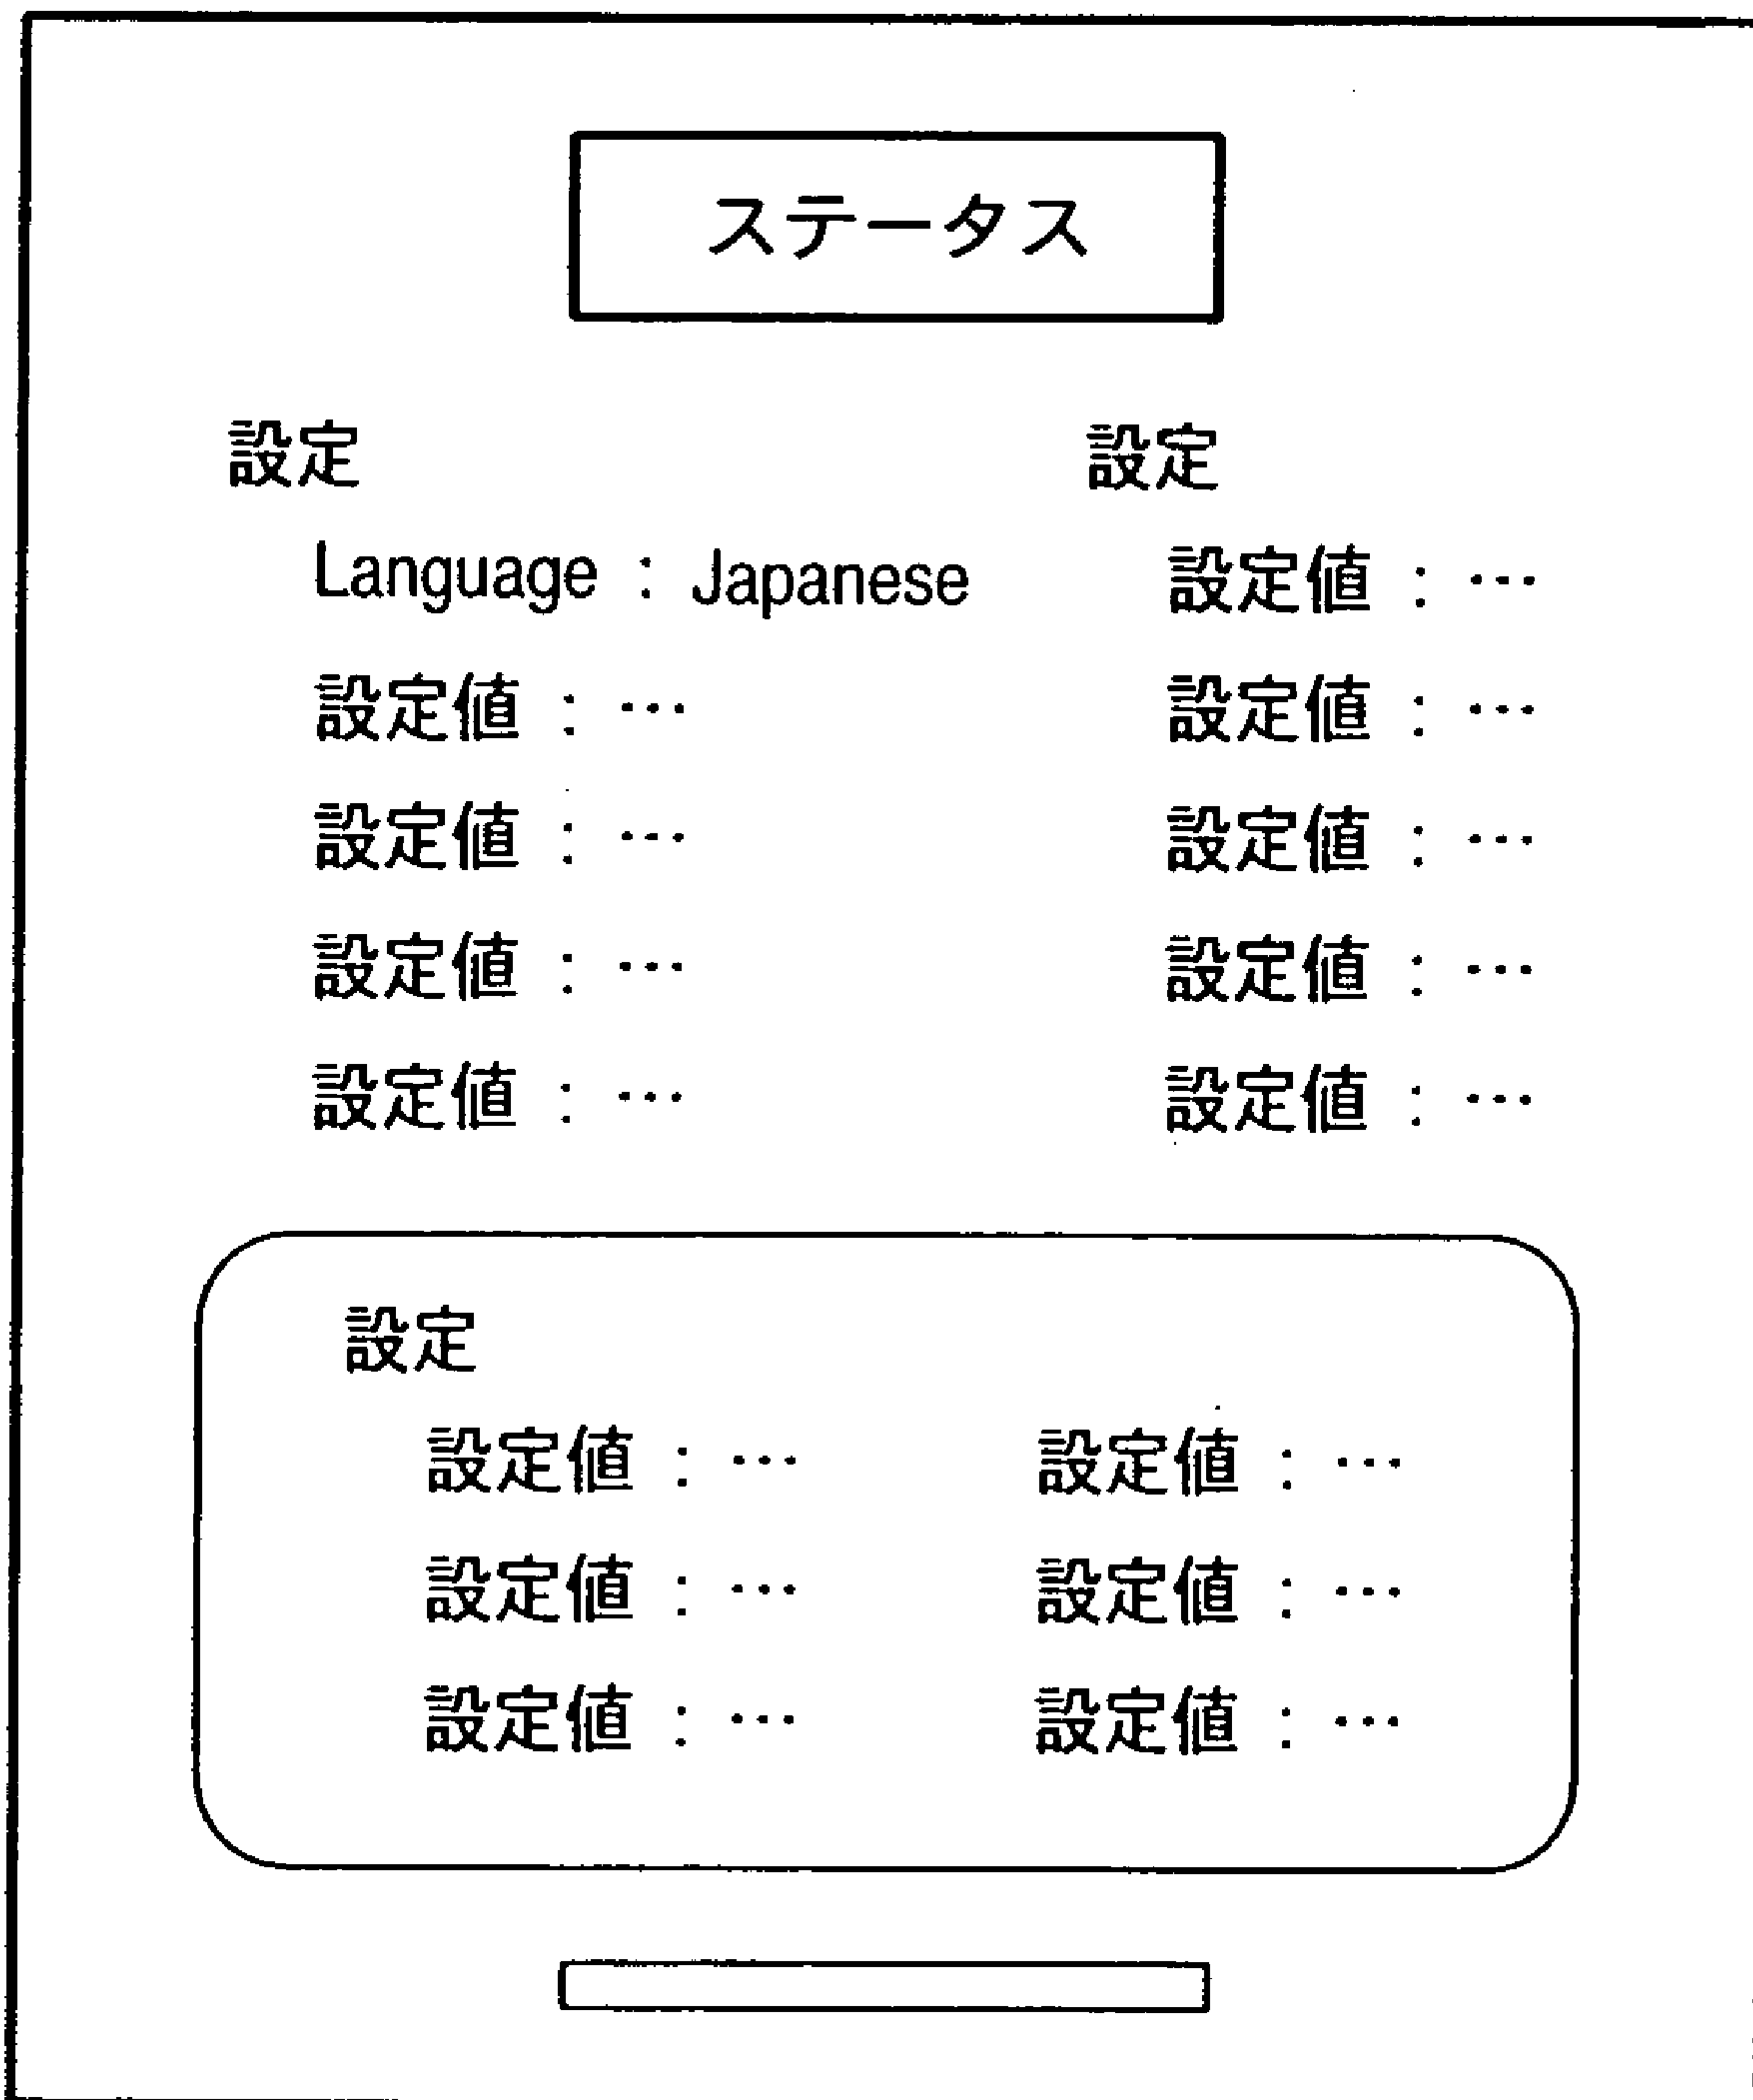 ステータス
設定
Language : Japanese
設定値 : …
設定値 : …
設定値 : …
設定値 : …
設定
設定値 : …
設定値 : …
設定値 : …
設定値 : …
設定値 : …
設定
設定値 : …
設定値 : …
設定値 : …
設定値 : …
設定値 : …
設定値 : …